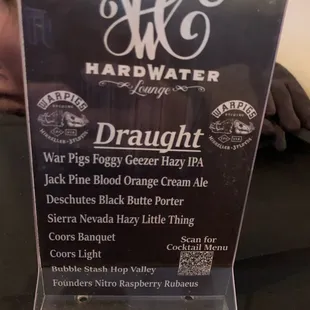 HARDWATER
Lounge
WARPIGS
WARPIGS
Draught
War Pigs Foggy Geezer Hazy IPA
Jack Pine Blood Orange Cream Ale
Deschutes Black Butte Porter
Sierra Nevada Hazy Little Thing
Coors Banquet
Coors Light
Bubble Stash Hop Valley
Founders Nitro Raspberry Rubaeus
Scan for
Cocktail Menu